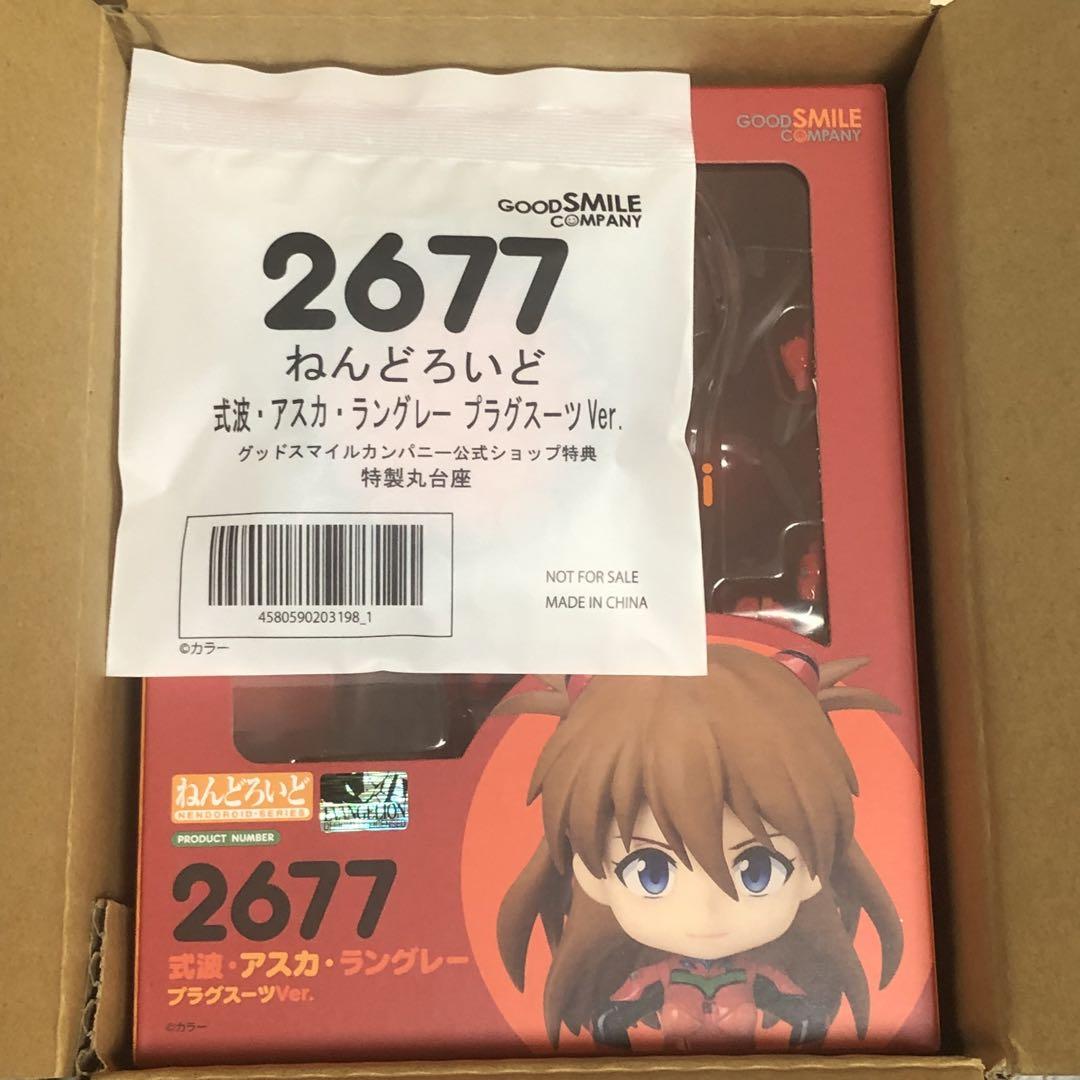 GOODSMILE
COMPANY
2677
ねんどろいど
式波・アスカ・ラングレー プラグスーツVer.
グッドスマイルカンパニー公式ショップ特典
特製丸台座
4580590203198_1
NOT FOR SALE
MADE IN CHINA
©カラー
GOODSMILE
COMPANY
i
ねんどろいど
NENDOROID-SERIES
EVANGELION
PRODUCT NUMBER
2677
式波・アスカ・ラングレー
プラグスーツVer.
©カラー